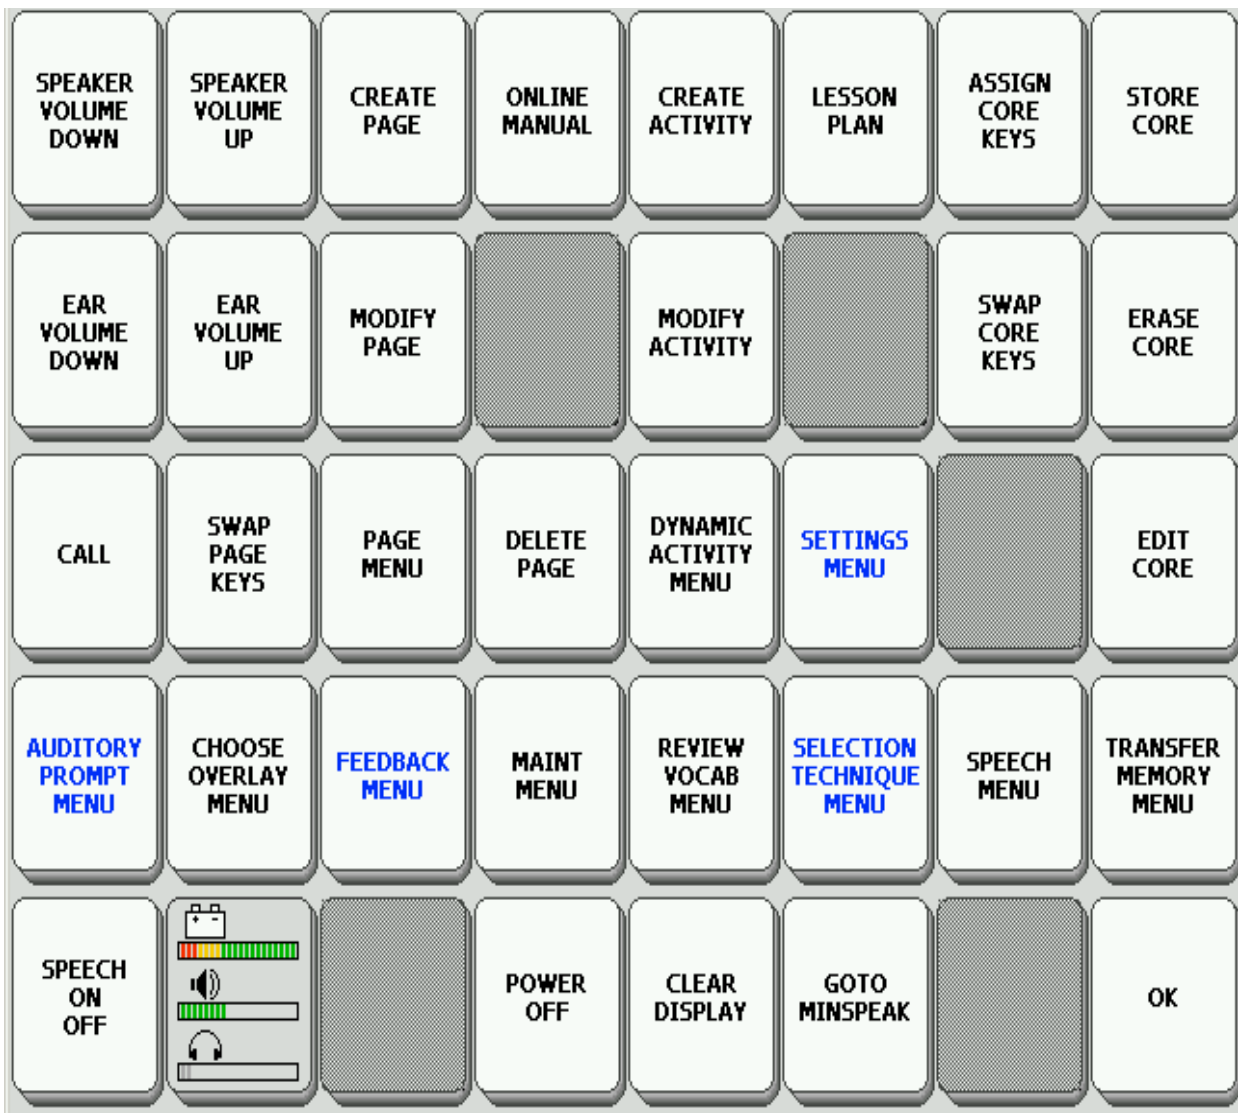 SPEAKER
VOLUME
DOWN
SPEAKER
VOLUME
UP
CREATE
PAGE
ONLINE
MANUAL
CREATE
ACTIVITY
LESSON
PLAN
ASSIGN
CORE
KEYS
STORE
CORE
EAR
VOLUME
DOWN
EAR
VOLUME
UP
MODIFY
PAGE
MODIFY
ACTIVITY
SWAP
CORE
KEYS
ERASE
CORE
CALL
SWAP
PAGE
KEYS
PAGE
MENU
DELETE
PAGE
DYNAMIC
ACTIVITY
MENU
SETTINGS
MENU
EDIT
CORE
AUDITORY
PROMPT
MENU
CHOOSE
OVERLAY
MENU
FEEDBACK
MENU
MAINT
MENU
REVIEW
VOCAB
MENU
SELECTION
TECHNIQUE
MENU
SPEECH
MENU
TRANSFER
MEMORY
MENU
SPEECH
ON
OFF
+ -
POWER
OFF
CLEAR
DISPLAY
GOTO
MINSPEAK
OK